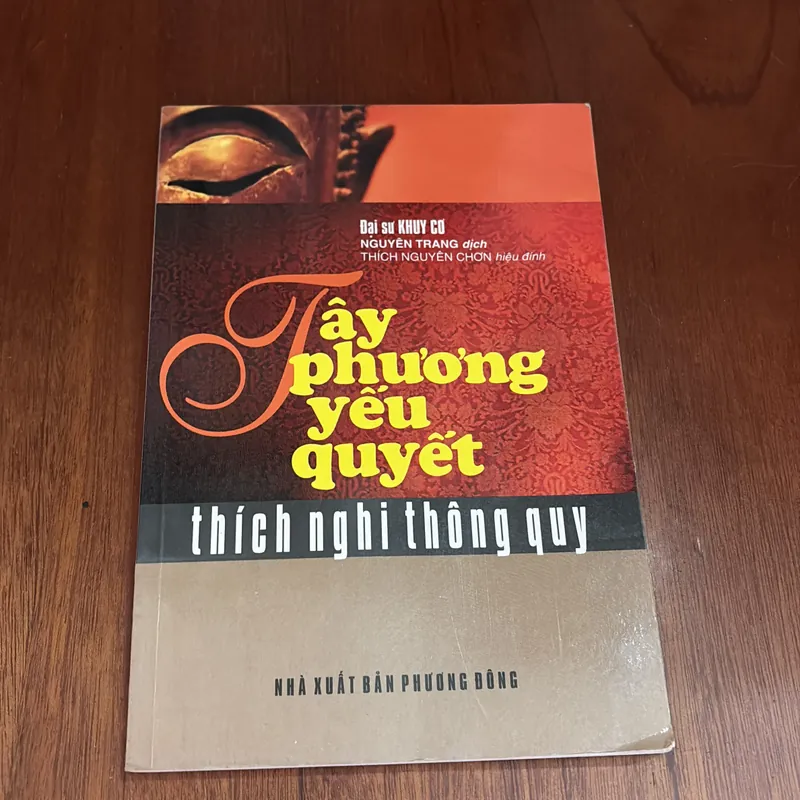 Đại sư KHUY CƠ
NGUYÊN TRANG dịch
THÍCH NGUYÊN CHƠN hiệu đính
Tây
phương
yếu
quyết
thích nghi thông quy
NHÀ XUẤT BẢN PHƯƠNG ĐÔNG